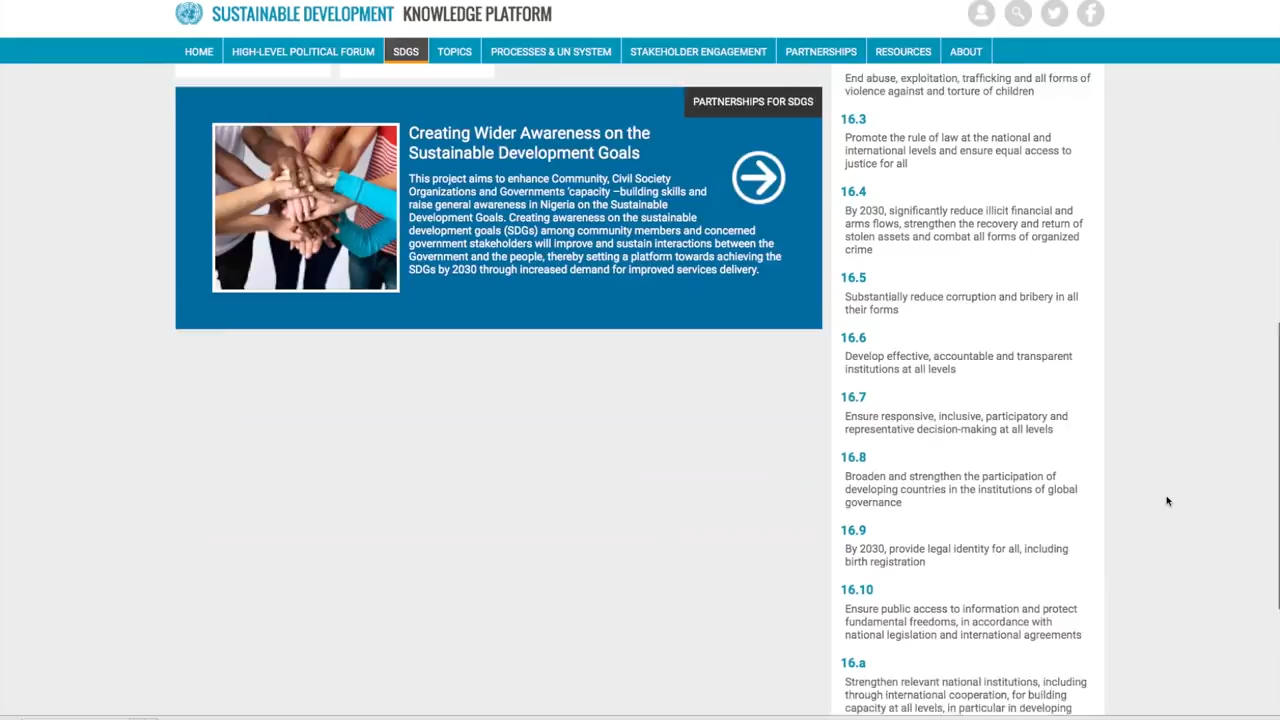 SUSTAINABLE DEVELOPMENT KNOWLEDGE PLATFORM
HOME HIGH-LEVEL POLITICAL FORUM SDGS TOPICS PROCESSES & UN SYSTEM STAKEHOLDER ENGAGEMENT PARTNERSHIPS RESOURCES ABOUT
PARTNERSHIPS FOR SDGS
Creating Wider Awareness on the
Sustainable Development Goals
This project aims to enhance Community, Civil Society
Organizations and Governments 'capacity –building skills and
raise general awareness in Nigeria on the Sustainable
Development Goals. Creating awareness on the sustainable
development goals (SDGs) among community members and concerned
government stakeholders will improve and sustain interactions between the
Government and the people, thereby setting a platform towards achieving the
SDGs by 2030 through increased demand for improved services delivery.
End abuse, exploitation, trafficking and all forms of
violence against and torture of children
16.3
Promote the rule of law at the national and
international levels and ensure equal access to
justice for all
16.4
By 2030, significantly reduce illicit financial and
arms flows, strengthen the recovery and return of
stolen assets and combat all forms of organized
crime
16.5
Substantially reduce corruption and bribery in all
their forms
16.6
Develop effective, accountable and transparent
institutions at all levels
16.7
Ensure responsive, inclusive, participatory and
representative decision-making at all levels
16.8
Broaden and strengthen the participation of
developing countries in the institutions of global
governance
16.9
By 2030, provide legal identity for all, including
birth registration
16.10
Ensure public access to information and protect
fundamental freedoms, in accordance with
national legislation and international agreements
16.a
Strengthen relevant national institutions, including
through international cooperation, for building
capacity at all levels, in particular in developing